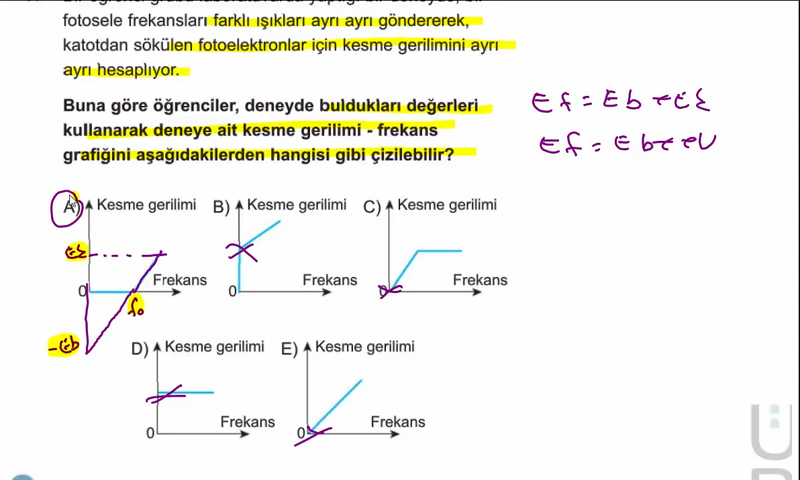 fotosele frekansları farklı ışıkları ayrı ayrı göndererek,
katotdan sökülen fotoelektronlar için kesme gerilimini ayrı
ayrı hesaplıyor.
Buna göre öğrenciler, deneyde buldukları değerleri
kullanarak deneye ait kesme gerilimi - frekans
grafiğini aşağıdakilerden hangisi gibi çizilebilir?
Ef = Eb + Ek
Ef = Eb + eV
A) Kesme gerilimi B) Kesme gerilimi C) Kesme gerilimi
Ek
0 Frekans 0 Frekans 0 Frekans
f₀
-Eb
D) Kesme gerilimi E) Kesme gerilimi
0 Frekans 0 Frekans